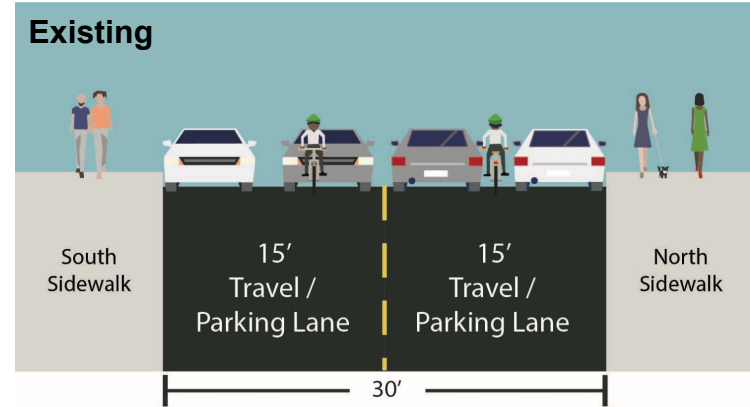 Existing
South
Sidewalk
15’
Travel /
Parking Lane
15’
Travel /
Parking Lane
North
Sidewalk
30’